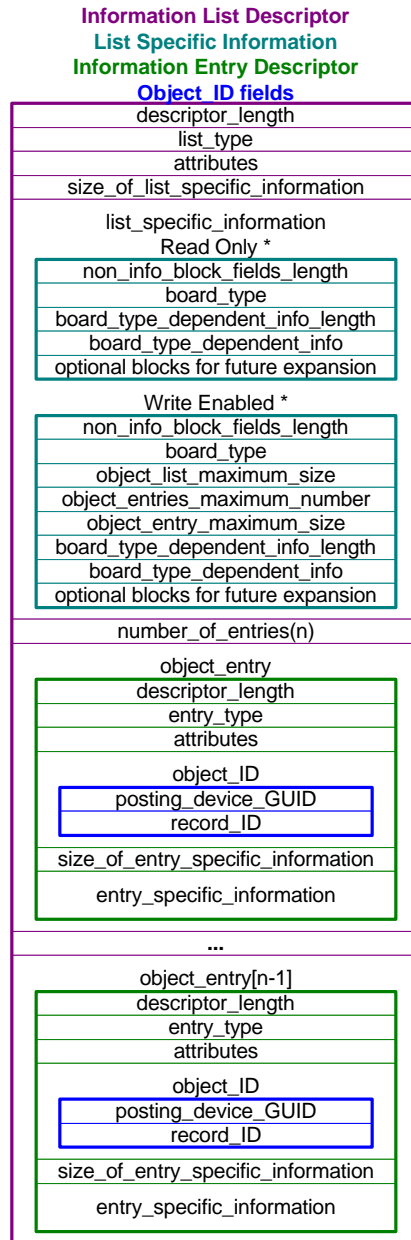 Information List Descriptor
List Specific Information
Information Entry Descriptor
Object_ID fields
descriptor_length
list_type
attributes
size_of_list_specific_information
list_specific_information
Read Only *
non_info_block_fields_length
board_type
board_type_dependent_info_length
board_type_dependent_info
optional blocks for future expansion
Write Enabled *
non_info_block_fields_length
board_type
object_list_maximum_size
object_entries_maximum_number
object_entry_maximum_size
board_type_dependent_info_length
board_type_dependent_info
optional blocks for future expansion
number_of_entries(n)
object_entry
descriptor_length
entry_type
attributes
object_ID
posting_device_GUID
record_ID
size_of_entry_specific_information
entry_specific_information
...
object_entry[n-1]
descriptor_length
entry_type
attributes
object_ID
posting_device_GUID
record_ID
size_of_entry_specific_information
entry_specific_information